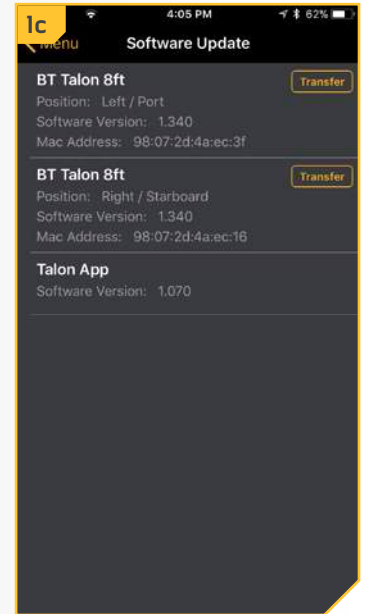 1c
4:05 PM
62%
Menu
Software Update
BT Talon 8ft
Transfer
Position: Left / Port
Software Version: 1.340
Mac Address: 98:07:2d:4a:ec:3f
BT Talon 8ft
Transfer
Position: Right / Starboard
Software Version: 1.340
Mac Address: 98:07:2d:4a:ec:16
Talon App
Software Version: 1.070